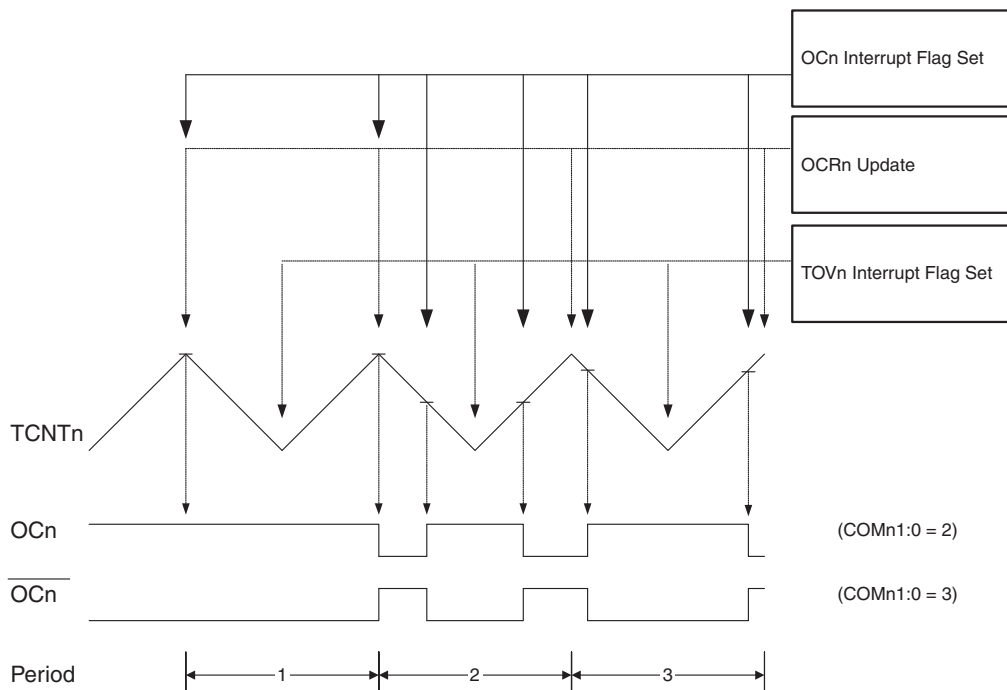 OCn Interrupt Flag Set
OCRn Update
TOVn Interrupt Flag Set
TCNTn
OCn
(COMn1:0 = 2)
OCn
(COMn1:0 = 3)
Period
1
2
3